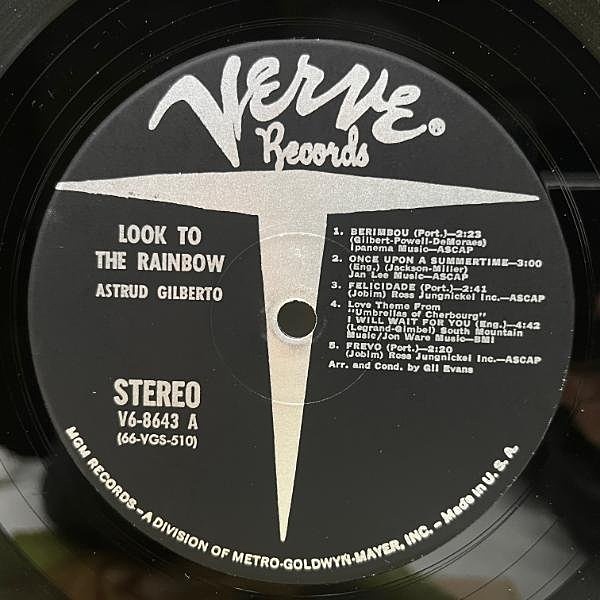 Verve®
Records
LOOK TO
THE RAINBOW
ASTRUD GILBERTO
STEREO
V6-8643 A
(66-VGS-510)
1. BERIMBOU (Port.)—2:23
(Gilbert-Powell-DeMoraes)
Ipanema Music—ASCAP
2. ONCE UPON A SUMMERTIME—3:00
(Eng.) (Jackson-Miller)
Jan Lee Music—ASCAP
3. FELICIDADE (Port.)—2:41
(Jobim) Ross Jungnickel Inc.—ASCAP
4. Love Theme From
"Umbrellas of Cherbourg"
I WILL WAIT FOR YOU (Eng.)—4:42
(Legrand-Gimbel) South Mountain
Music/Jon Ware Music—BMI
5. FREVO (Port.)—2:20
(Jobim) Ross Jungnickel Inc.—ASCAP
Arr. and Cond. by Gil Evans
MGM RECORDS—A DIVISION OF METRO-GOLDWYN-MAYER, INC.—Made in U.S.A.